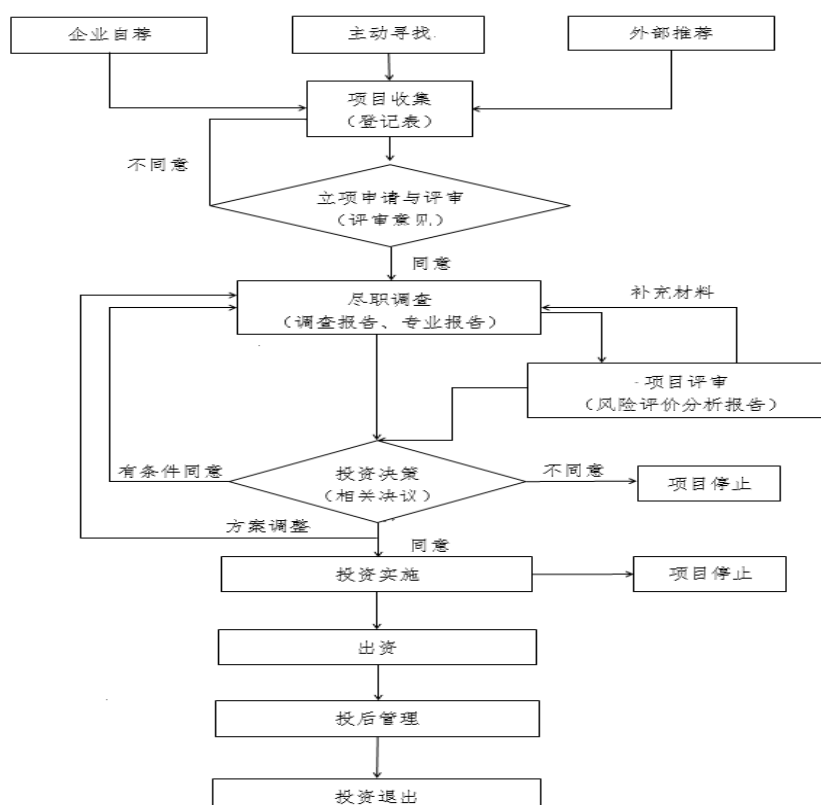 企业自荐
主动寻找
外部推荐
项目收集
（登记表）
不同意
立项申请与评审
（评审意见）
同意
尽职调查
（调查报告、专业报告）
补充材料
项目评审
（风险评价分析报告）
有条件同意
投资决策
（相关决议）
不同意
项目停止
方案调整
同意
投资实施
项目停止
出资
投后管理
投资退出